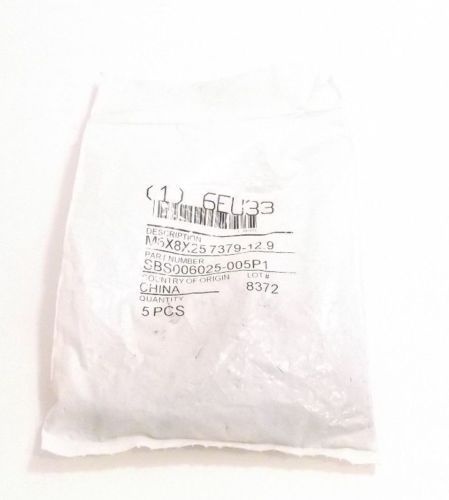 (1) 6EU33
DESCRIPTION
M6X8X25 7379-12.9
PART NUMBER
SBS006025-005P1
COUNTRY OF ORIGIN LOT#
CHINA 8372
QUANTITY
5 PCS